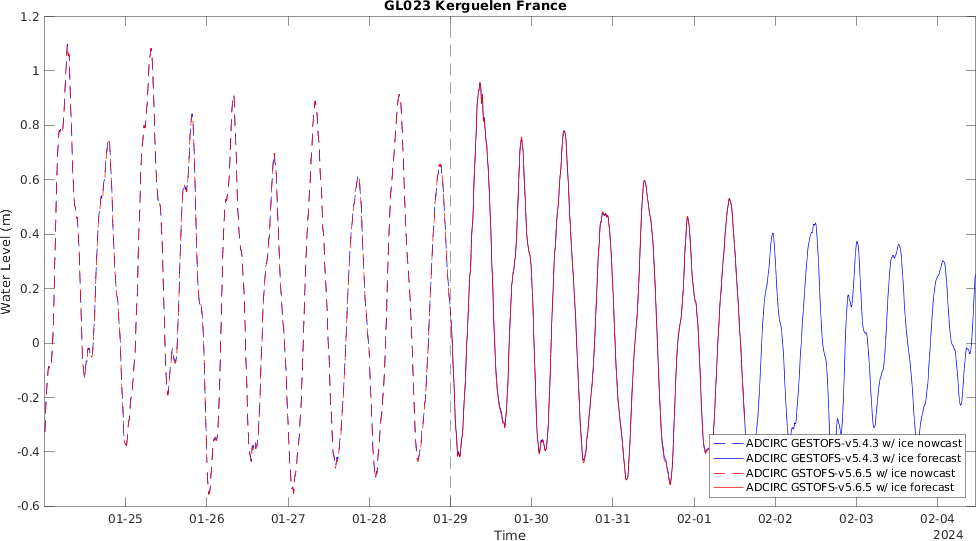 GL023 Kerguelen France
1.2
1
0.8
0.6
0.4
0.2
0
-0.2
-0.4
-0.6
Water Level (m)
ADCIRC GESTOFS-v5.4.3 w/ ice nowcast
ADCIRC GESTOFS-v5.4.3 w/ ice forecast
ADCIRC GSTOFS-v5.6.5 w/ ice nowcast
ADCIRC GSTOFS-v5.6.5 w/ ice forecast
01-25 01-26 01-27 01-28 01-29 01-30 01-31 02-01 02-02 02-03 02-04
Time
2024